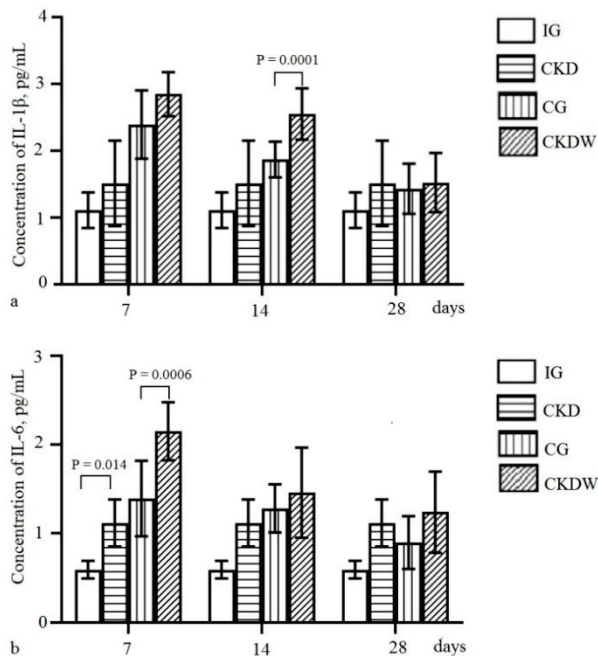 4
3
2
1
0
Concentration of IL-1β, pg/mL
P = 0.0001
IG
CKD
CG
CKDW
7
14
28
days
a
3
2
1
0
Concentration of IL-6, pg/mL
P = 0.014
P = 0.0006
IG
CKD
CG
CKDW
7
14
28
days
b